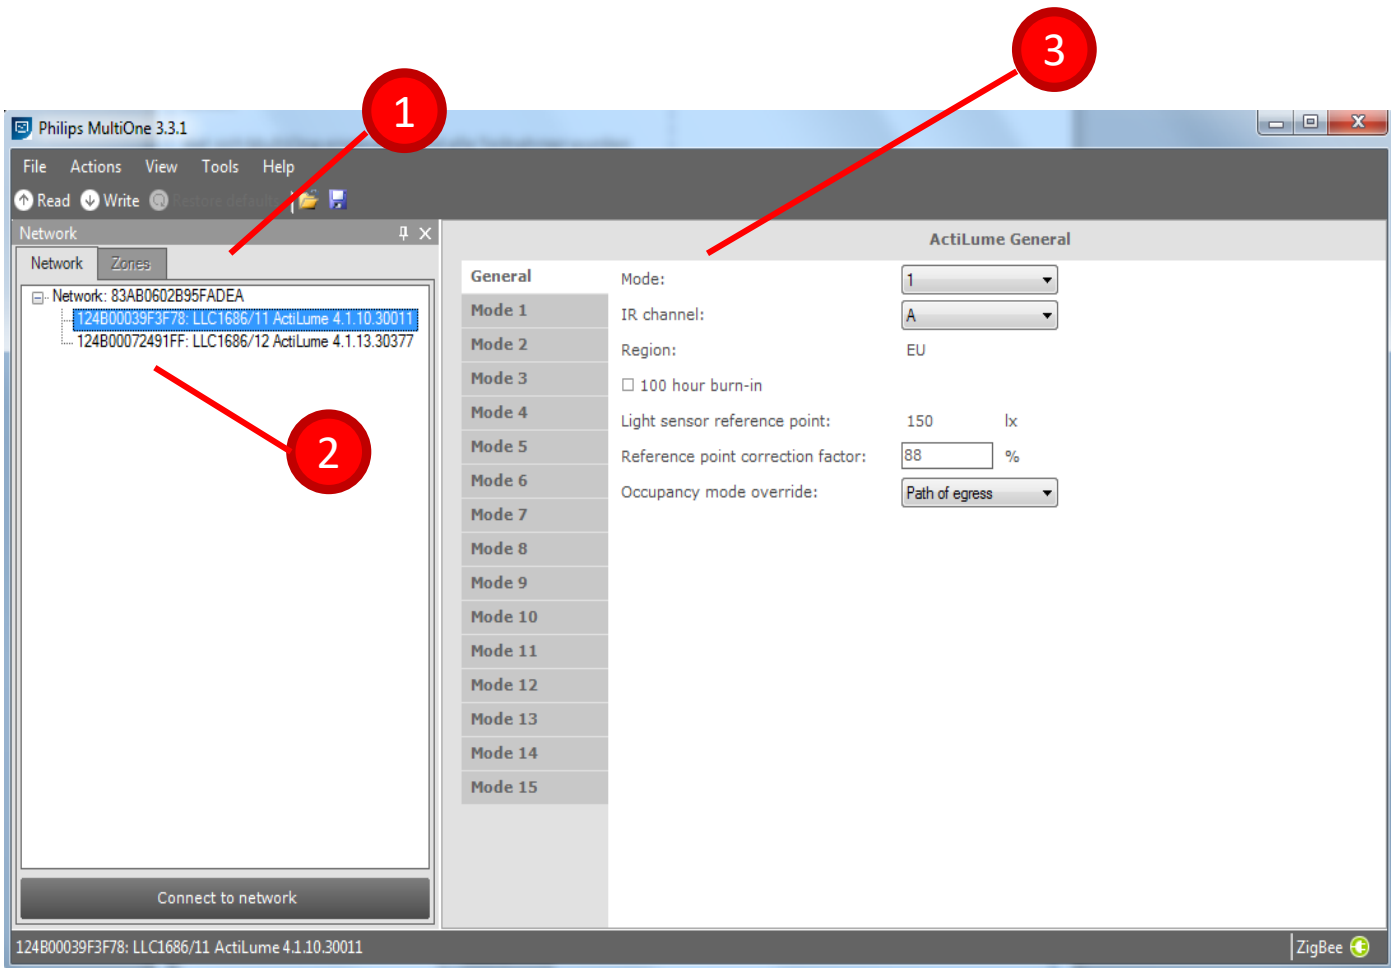 3
1
Philips MultiOne 3.3.1
File Actions View Tools Help
Read Write Restore defaults
Network
Network Zones
Network: 83AB0602B95FADEA
124B00039F3F78: LLC1686/11 ActiLume 4.1.10.30011
124B00072491FF: LLC1686/12 ActiLume 4.1.13.30377
2
Connect to network
ActiLume General
General
Mode 1
Mode 2
Mode 3
Mode 4
Mode 5
Mode 6
Mode 7
Mode 8
Mode 9
Mode 10
Mode 11
Mode 12
Mode 13
Mode 14
Mode 15
Mode: 1
IR channel: A
Region: EU
100 hour burn-in
Light sensor reference point: 150 lx
Reference point correction factor: 88 %
Occupancy mode override: Path of egress
124B00039F3F78: LLC1686/11 ActiLume 4.1.10.30011
ZigBee